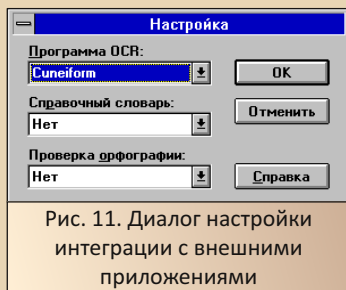 Настройка
Программа OCR:
Cuneiform
OK
Справочный словарь:
Отменить
Нет
Проверка орфографии:
Нет
Справка
Рис. 11. Диалог настройки
интеграции с внешними
приложениями